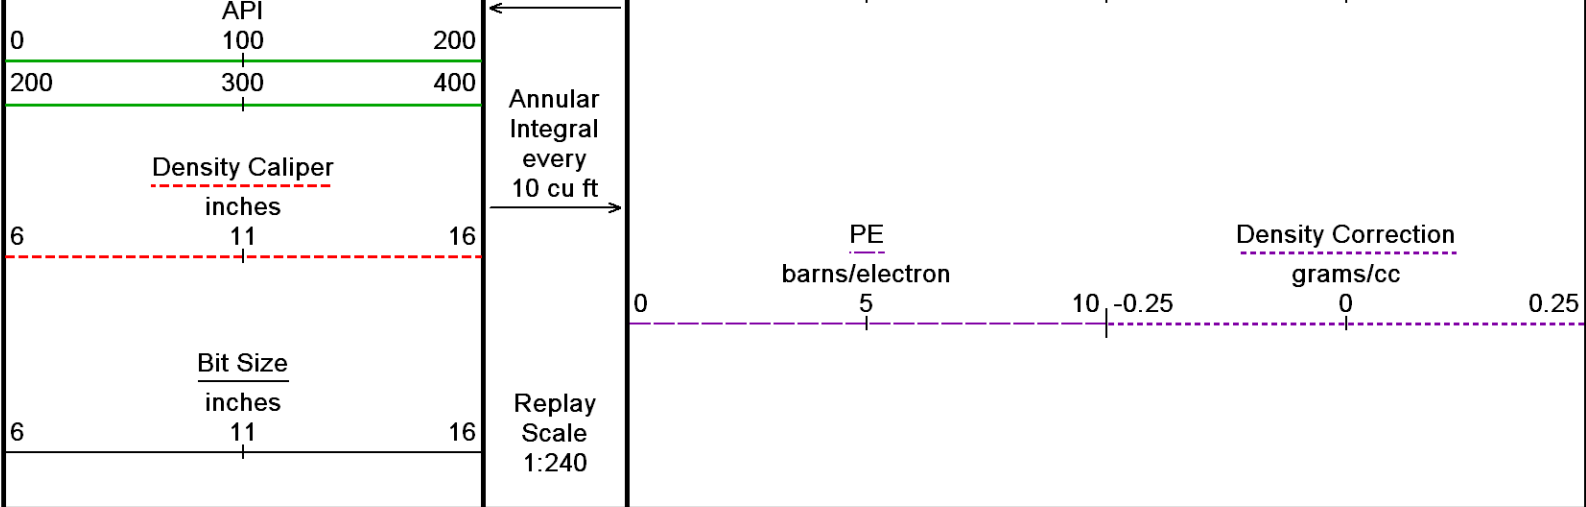 API
0 100 200
200 300 400
Density Caliper
inches
6 11 16
Bit Size
inches
6 11 16
Annular
Integral
every
10 cu ft
Replay
Scale
1:240
PE
barns/electron
0 5 10
Density Correction
grams/cc
-0.25 0 0.25